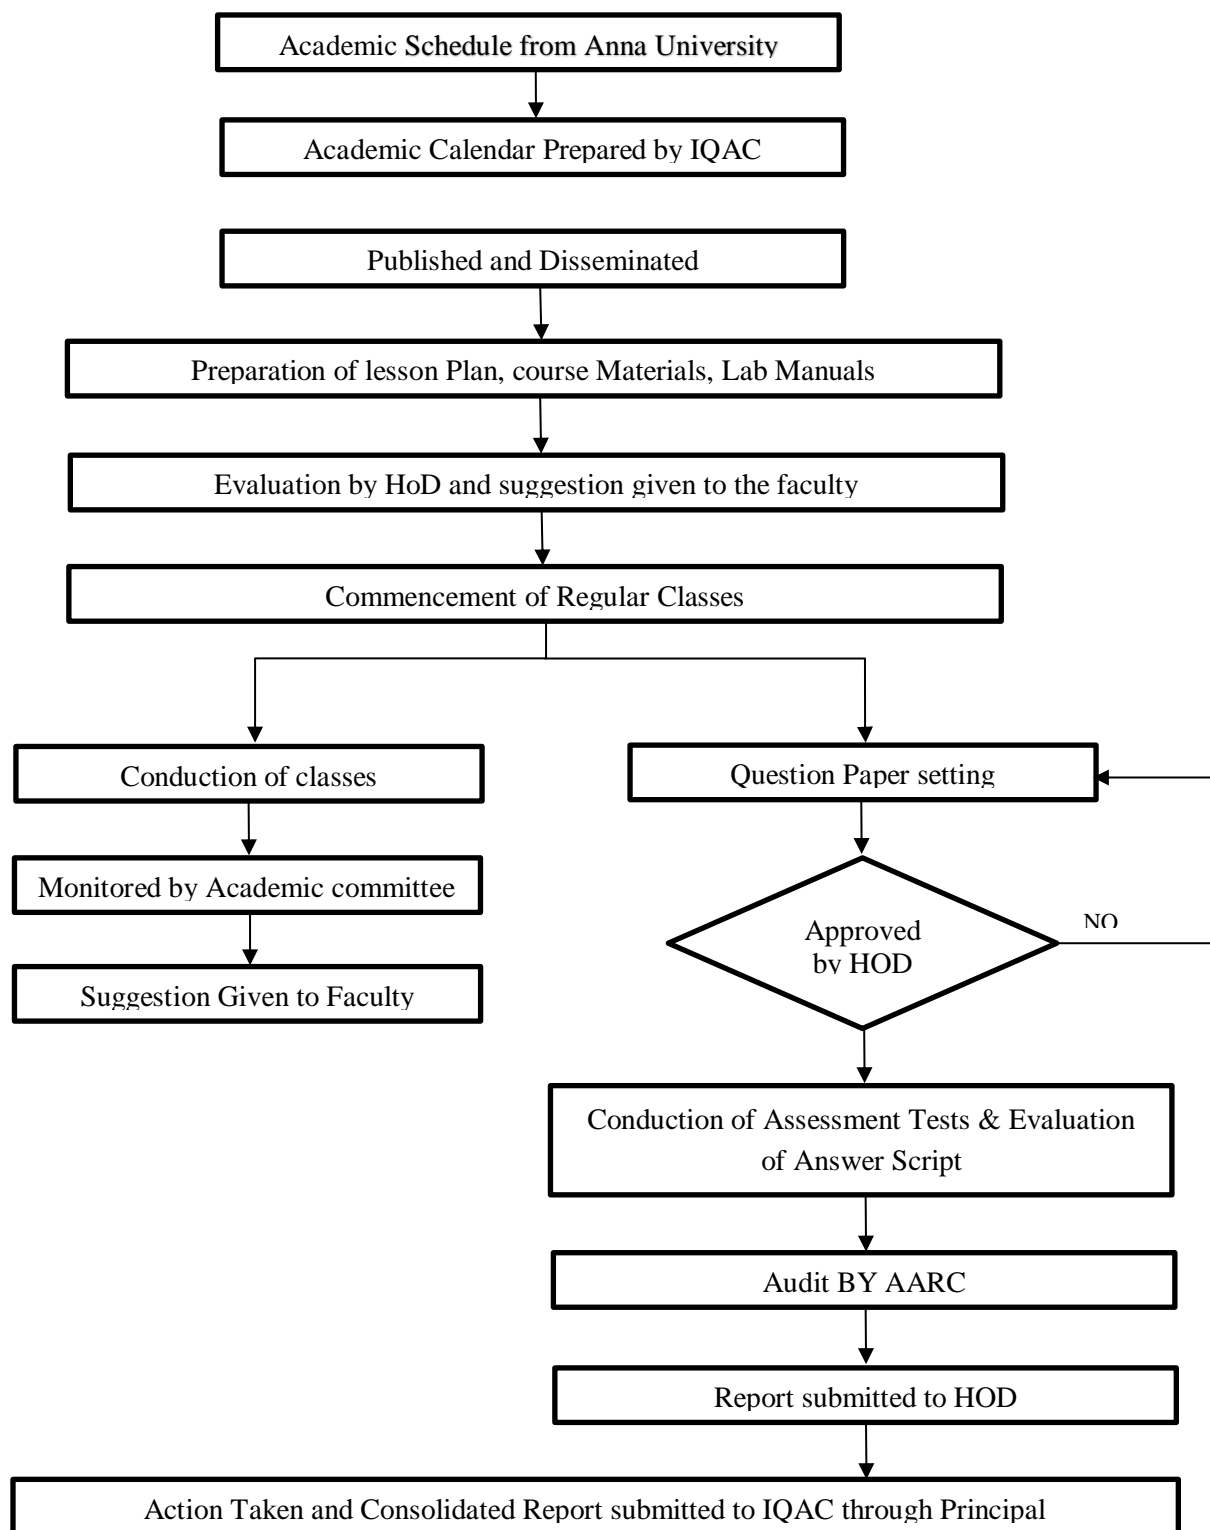 Academic Schedule from Anna University
Academic Calendar Prepared by IQAC
Published and Disseminated
Preparation of lesson Plan, course Materials, Lab Manuals
Evaluation by HoD and suggestion given to the faculty
Commencement of Regular Classes
Conduction of classes
Monitored by Academic committee
Suggestion Given to Faculty
Question Paper setting
Approved
by HOD
NO
Conduction of Assessment Tests & Evaluation
of Answer Script
Audit BY AARC
Report submitted to HOD
Action Taken and Consolidated Report submitted to IQAC through Principal